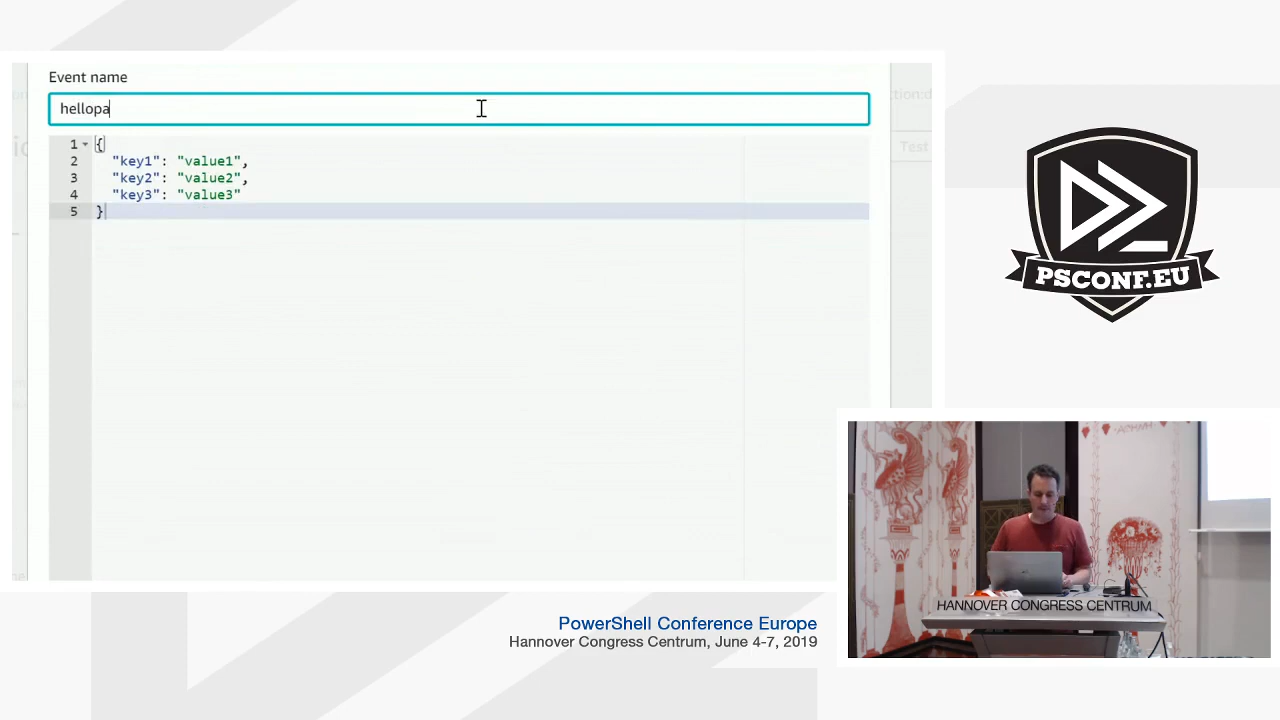 Event name
hellopa
1 {
2 "key1": "value1",
3 "key2": "value2",
4 "key3": "value3"
5 }
Test
PSCONF.EU
HANNOVER CONGRESS CENTRUM
PowerShell Conference Europe
Hannover Congress Centrum, June 4-7, 2019